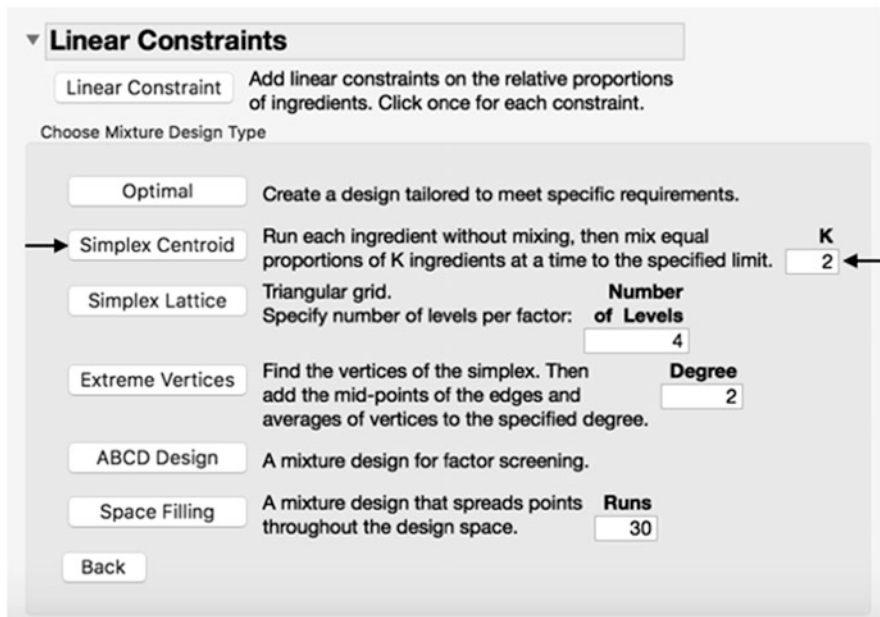 Linear Constraints
Linear Constraint
Add linear constraints on the relative proportions
of ingredients. Click once for each constraint.
Choose Mixture Design Type
Optimal
Create a design tailored to meet specific requirements.
Simplex Centroid
Run each ingredient without mixing, then mix equal
proportions of K ingredients at a time to the specified limit.
K
2
Simplex Lattice
Triangular grid.
Specify number of levels per factor:
Number
of Levels
4
Extreme Vertices
Find the vertices of the simplex. Then
add the mid-points of the edges and
averages of vertices to the specified degree.
Degree
2
ABCD Design
A mixture design for factor screening.
Space Filling
A mixture design that spreads points
throughout the design space.
Runs
30
Back